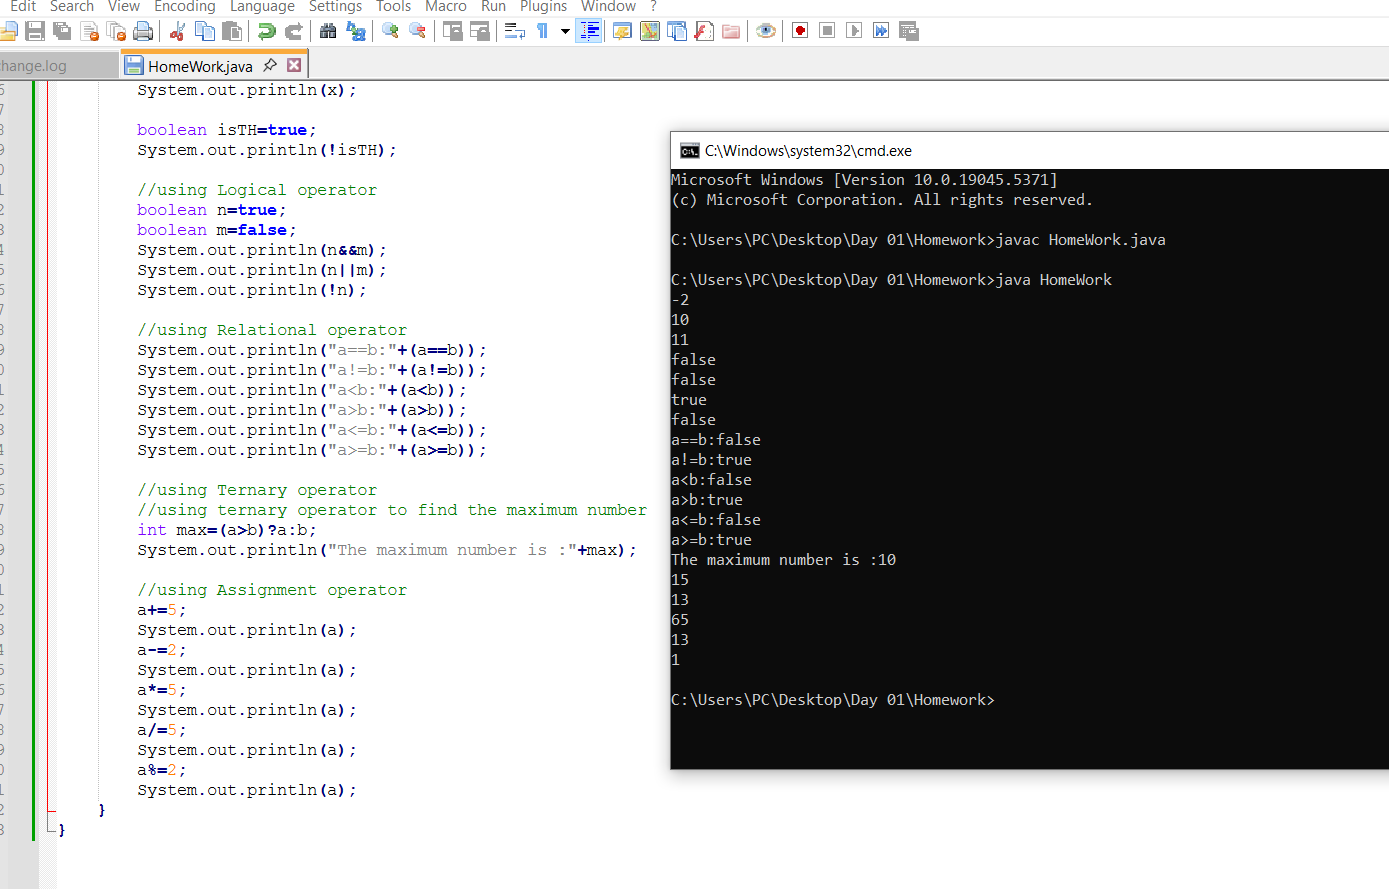 Edit Search View Encoding Language Settings Tools Macro Run Plugins Window ?
change.log
HomeWork.java
System.out.println(x);
boolean isTH=true;
System.out.println(!isTH);
//using Logical operator
boolean n=true;
boolean m=false;
System.out.println(n&&m);
System.out.println(n||m);
System.out.println(!n);
//using Relational operator
System.out.println("a==b:"+(a==b));
System.out.println("a!=b:"+(a!=b));
System.out.println("a<b:"+(a<b));
System.out.println("a>b:"+(a>b));
System.out.println("a<=b:"+(a<=b));
System.out.println("a>=b:"+(a>=b));
//using Ternary operator
//using ternary operator to find the maximum number
int max=(a>b)?a:b;
System.out.println("The maximum number is :"+max);
//using Assignment operator
a+=5;
System.out.println(a);
a-=2;
System.out.println(a);
a*=5;
System.out.println(a);
a/=5;
System.out.println(a);
a%=2;
System.out.println(a);
}
}
C:\Windows\system32\cmd.exe
Microsoft Windows [Version 10.0.19045.5371]
(c) Microsoft Corporation. All rights reserved.
C:\Users\PC\Desktop\Day 01\Homework>javac HomeWork.java
C:\Users\PC\Desktop\Day 01\Homework>java HomeWork
-2
10
11
false
false
true
false
a==b:false
a!=b:true
a<b:false
a>b:true
a<=b:false
a>=b:true
The maximum number is :10
15
13
65
13
1
C:\Users\PC\Desktop\Day 01\Homework>